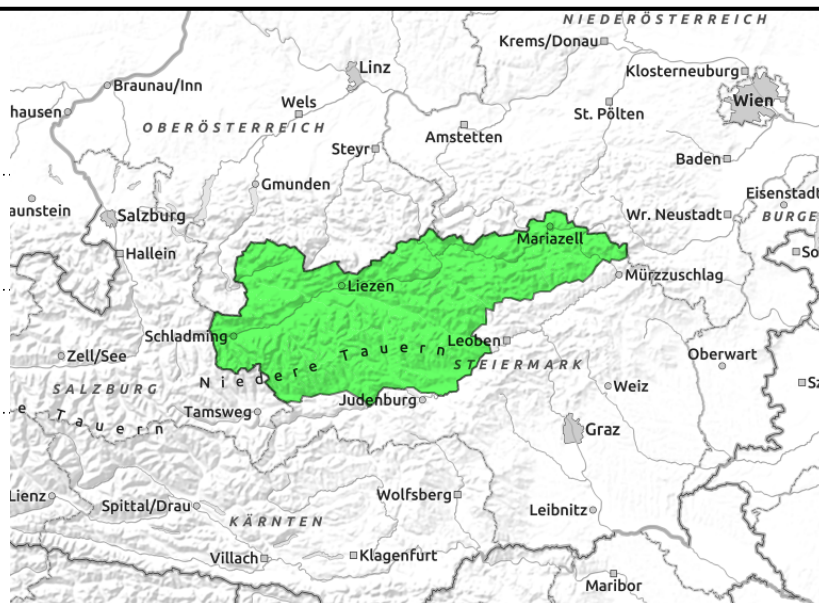 NIEDERÖSTERREICH
Krems/Donau
Linz
Klosterneuburg
Braunau/Inn
Wels
Wien
hausen
St. Pölten
OBERÖSTERREICH
Amstetten
Steyr
Baden
Gmunden
Eisenstadt
aunstein
Salzburg
Wr. Neustadt
BURGE
Mariazell
Hallein
So
Mürzzuschlag
Liezen
Schladming
Leoben
Zell/See
Niedere Tauern
STEIERMARK
Oberwart
SALZBURG
Weiz
Sz
Judenburg
Tamsweg
e Tauern
Graz
Lienz
Wolfsberg
Spittal/Drau
Leibnitz
KÄRNTEN
Villach
Klagenfurt
Maribor